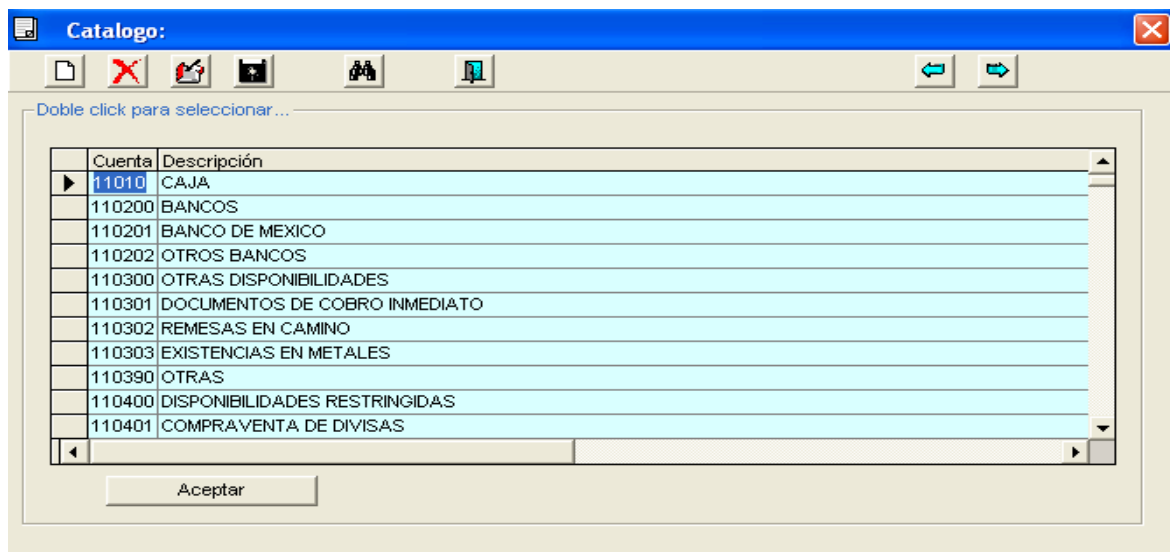 Catalogo:
Doble click para seleccionar...
Cuenta Descripción
11010 CAJA
110200 BANCOS
110201 BANCO DE MEXICO
110202 OTROS BANCOS
110300 OTRAS DISPONIBILIDADES
110301 DOCUMENTOS DE COBRO INMEDIATO
110302 REMESAS EN CAMINO
110303 EXISTENCIAS EN METALES
110390 OTRAS
110400 DISPONIBILIDADES RESTRINGIDAS
110401 COMPRAVENTA DE DIVISAS
Aceptar